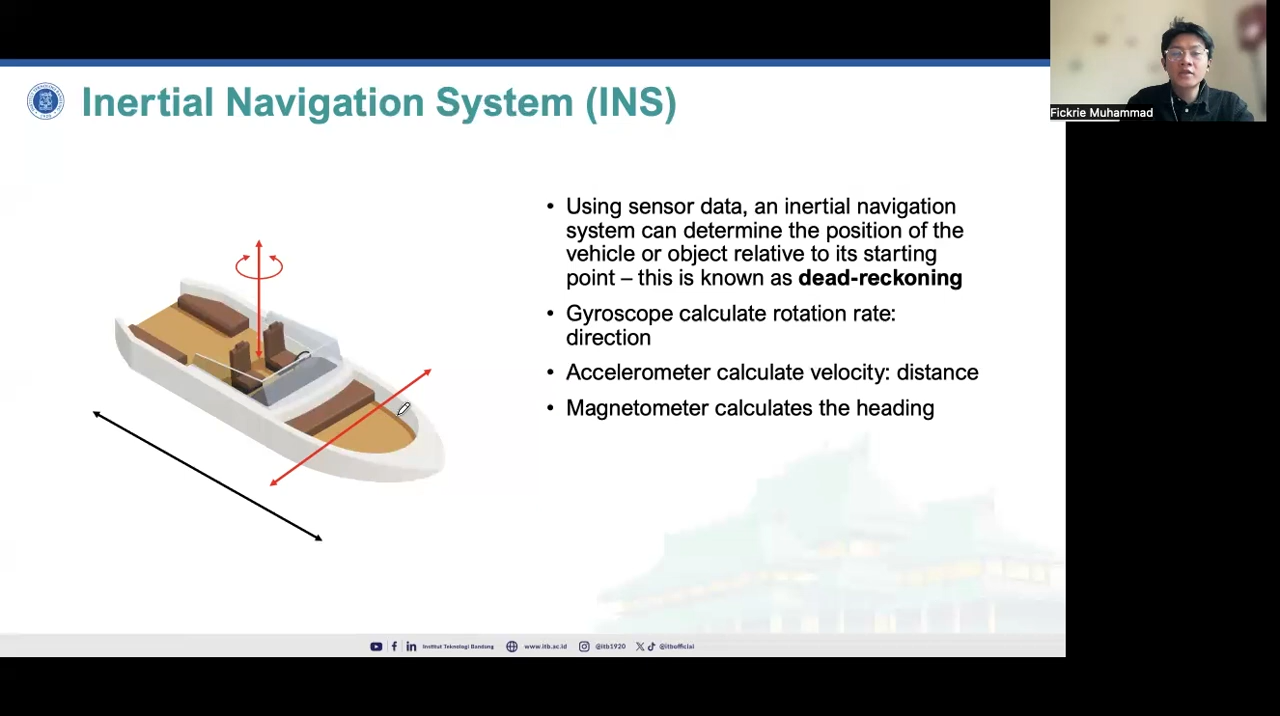 Inertial Navigation System (INS)
Fickrie Muhammad
• Using sensor data, an inertial navigation
system can determine the position of the
vehicle or object relative to its starting
point – this is known as dead-reckoning
• Gyroscope calculate rotation rate:
direction
• Accelerometer calculate velocity: distance
• Magnetometer calculates the heading
Institut Teknologi Bandung www.itb.ac.id @itb1920 @itbofficial